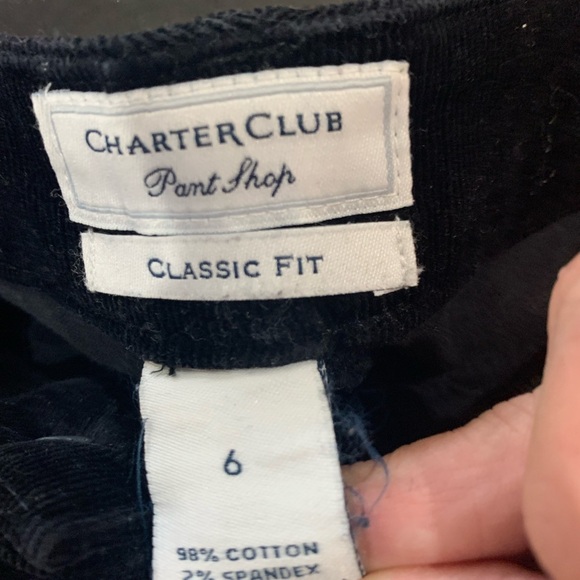 CHARTER CLUB
Pant Shop
CLASSIC FIT
6
98% COTTON
2% SPANDEX